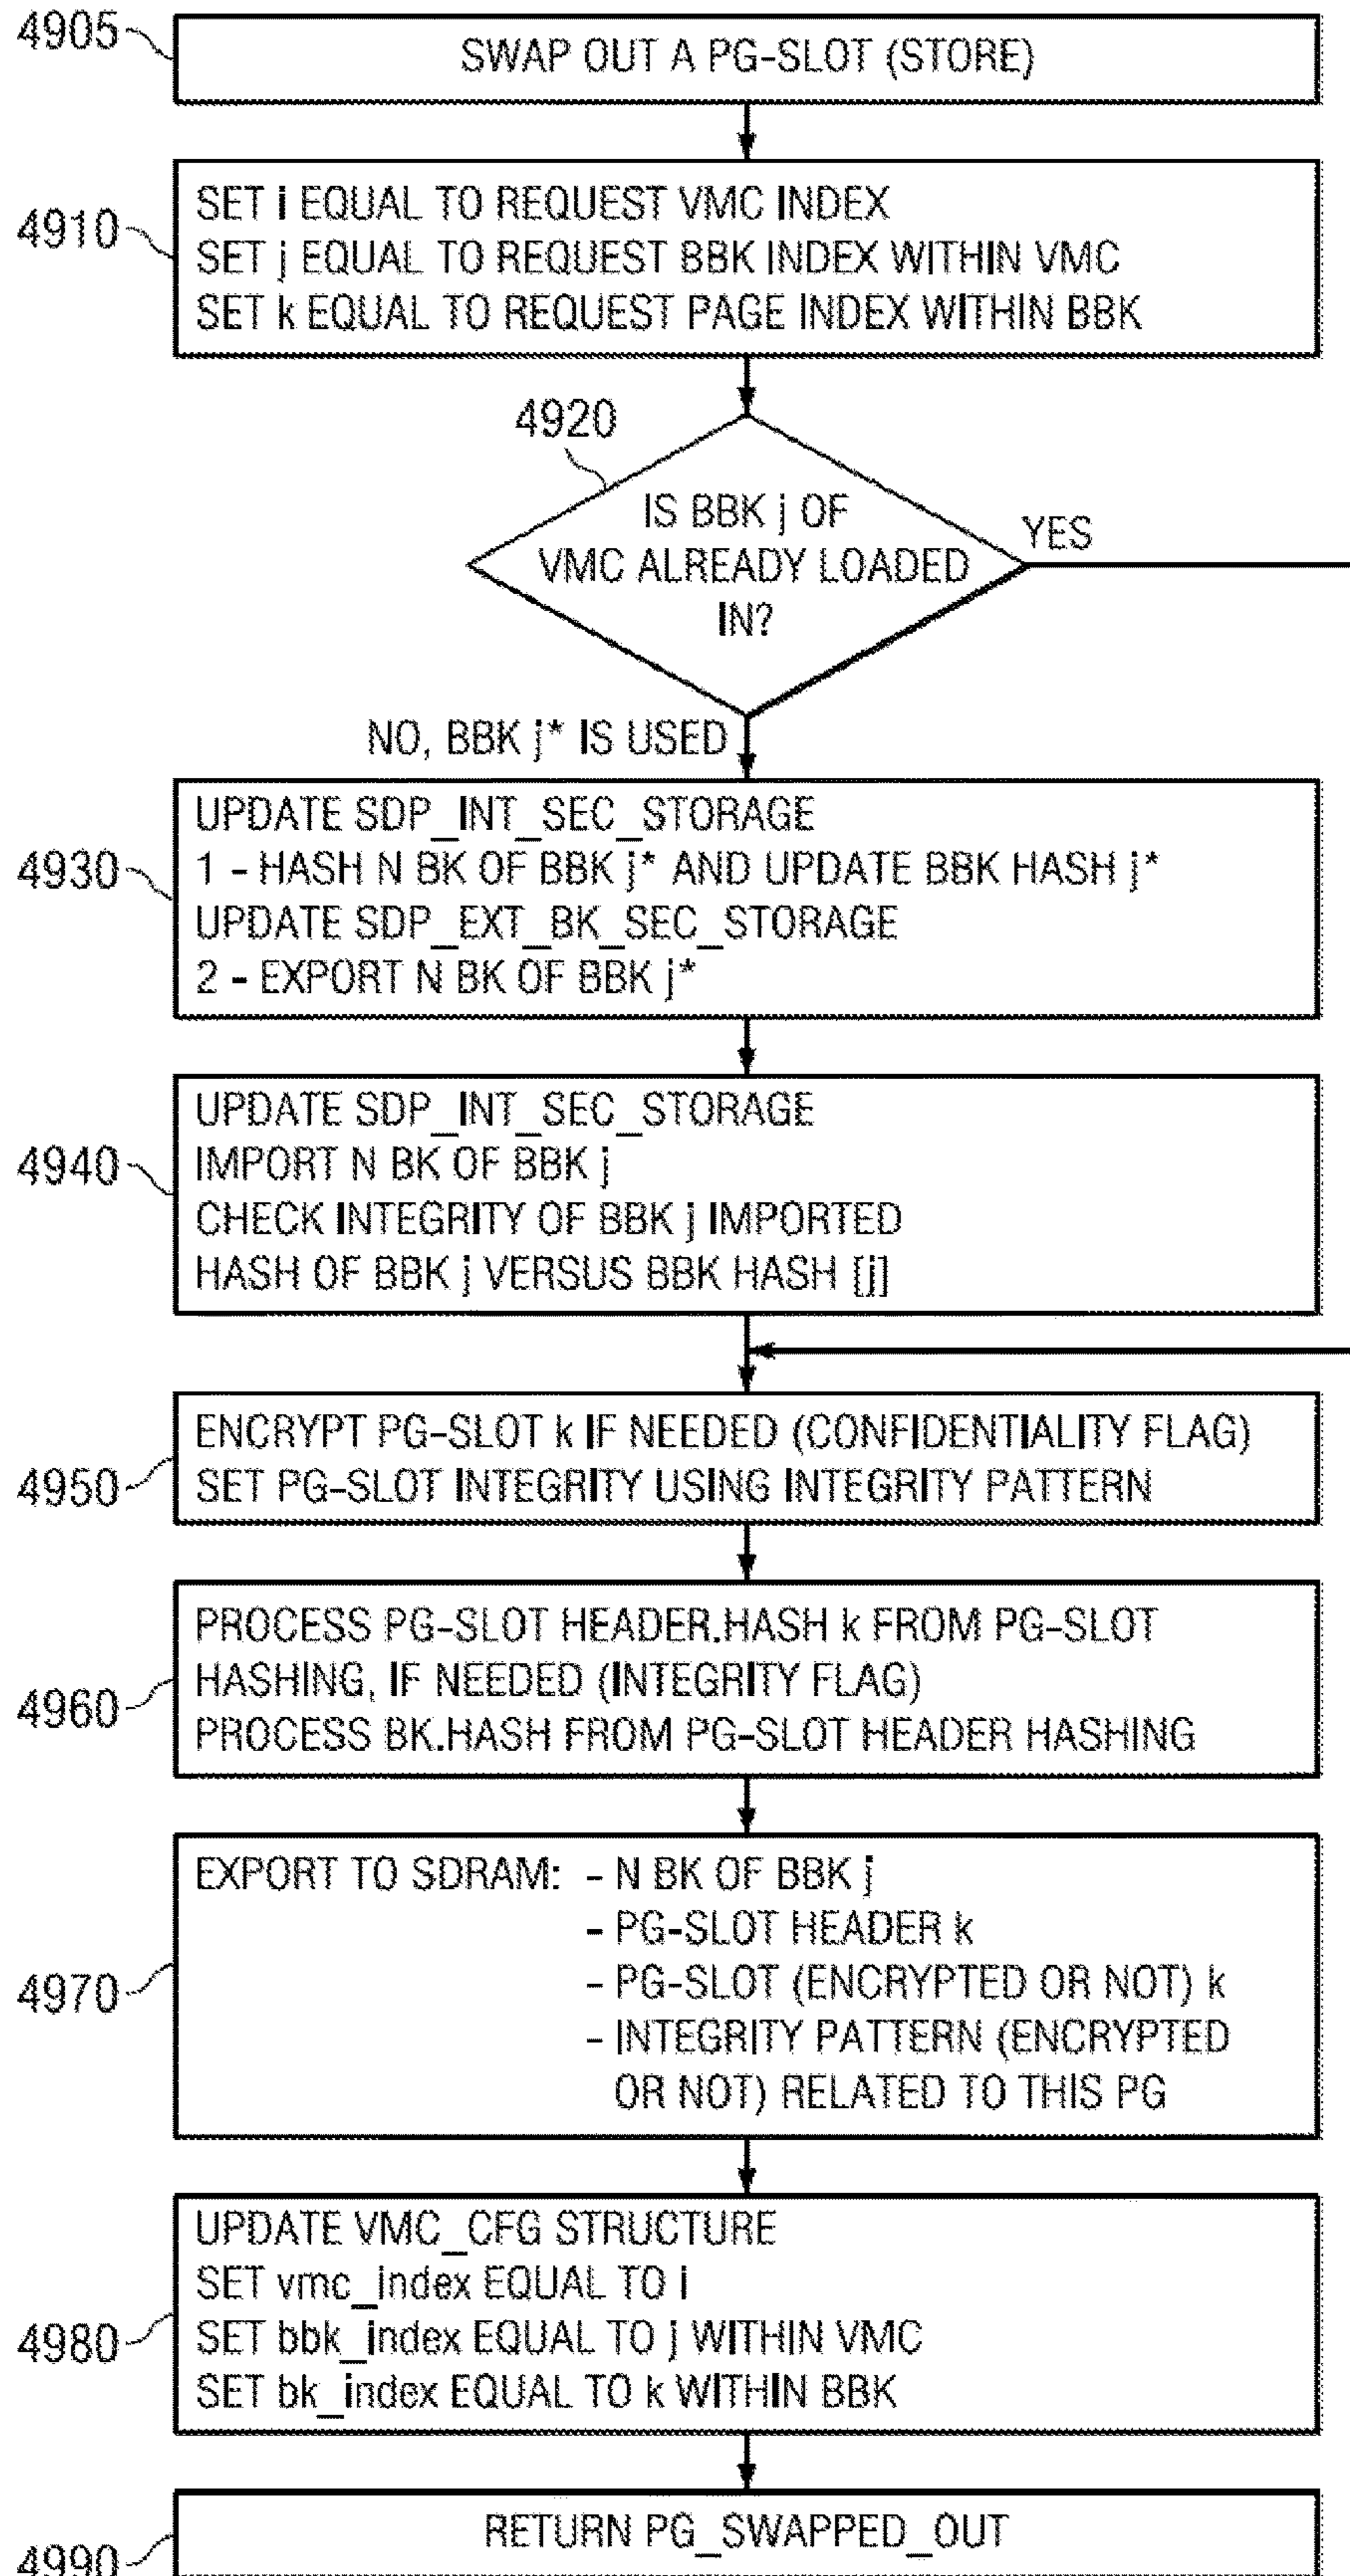 4905
SWAP OUT A PG-SLOT (STORE)
4910
SET i EQUAL TO REQUEST VMC INDEX
SET j EQUAL TO REQUEST BBK INDEX WITHIN VMC
SET k EQUAL TO REQUEST PAGE INDEX WITHIN BBK
4920
IS BBK j OF
VMC ALREADY LOADED
IN?
YES
NO, BBK j* IS USED
4930
UPDATE SDP_INT_SEC_STORAGE
1 - HASH N BK OF BBK j* AND UPDATE BBK HASH j*
UPDATE SDP_EXT_BK_SEC_STORAGE
2 - EXPORT N BK OF BBK j*
4940
UPDATE SDP_INT_SEC_STORAGE
IMPORT N BK OF BBK j
CHECK INTEGRITY OF BBK j IMPORTED
HASH OF BBK j VERSUS BBK HASH [j]
4950
ENCRYPT PG-SLOT k IF NEEDED (CONFIDENTIALITY FLAG)
SET PG-SLOT INTEGRITY USING INTEGRITY PATTERN
4960
PROCESS PG-SLOT HEADER.HASH k FROM PG-SLOT
HASHING, IF NEEDED (INTEGRITY FLAG)
PROCESS BK.HASH FROM PG-SLOT HEADER HASHING
4970
EXPORT TO SDRAM: - N BK OF BBK j
- PG-SLOT HEADER k
- PG-SLOT (ENCRYPTED OR NOT) k
- INTEGRITY PATTERN (ENCRYPTED
OR NOT) RELATED TO THIS PG
4980
UPDATE VMC_CFG STRUCTURE
SET vmc_index EQUAL TO i
SET bbk_index EQUAL TO j WITHIN VMC
SET bk_index EQUAL TO k WITHIN BBK
4990
RETURN PG_SWAPPED_OUT